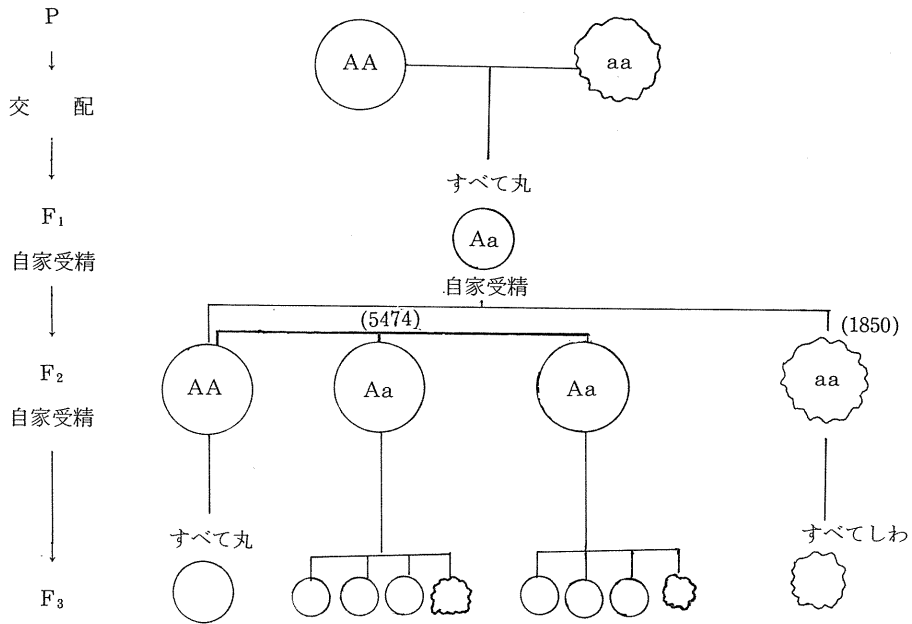 P
AA
aa
交 配
すべて丸
F₁
Aa
自家受精
自家受精
(5474)
(1850)
F₂
AA
Aa
Aa
aa
自家受精
すべて丸
すべてしわ
F₃